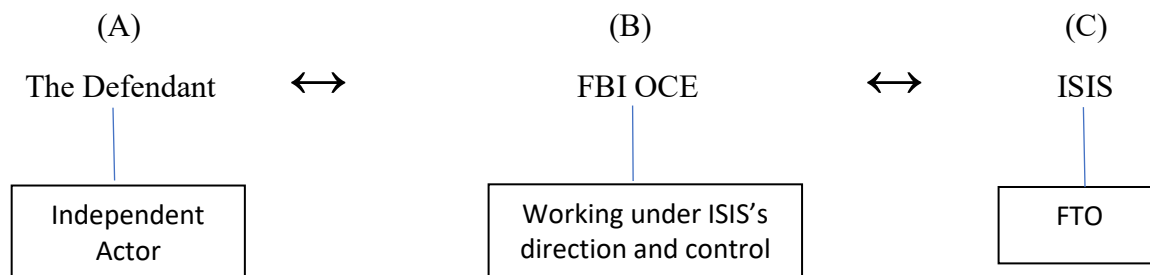 (A) (B) (C)
The Defendant ↔ FBI OCE ↔ ISIS
Independent Actor
Working under ISIS’s direction and control
FTO